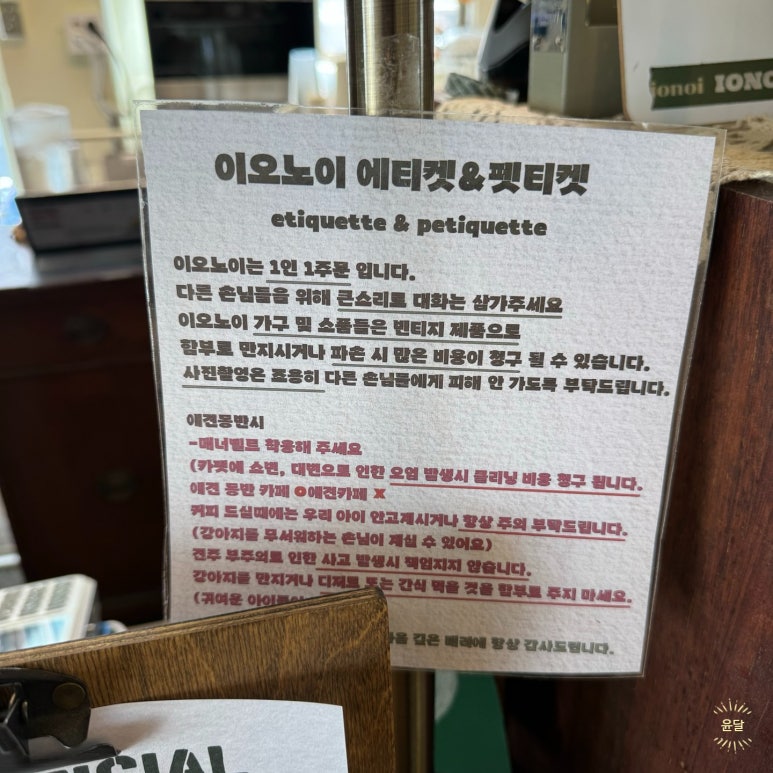 ionoi IONO
이오노이 에티켓&펫티켓
etiquette & petiquette
이오노이는 1인 1주문 입니다.
다른 손님들을 위해 큰소리로 대화는 삼가주세요
이오노이 가구 및 소품들은 빈티지 제품으로
함부로 만지시거나 파손 시 많은 비용이 청구 될 수 있습니다.
사진촬영은 조용히 다른 손님들에게 피해 안 가도록 부탁드립니다.
애견동반시
-매너벨트 착용해 주세요
(카펫에 소변, 대변으로 인한 오염 발생시 클리닝 비용 청구 됩니다.
애견 동반 카페 O애견카페 X
커피 드실때에는 우리 아이 안고계시거나 항상 주의 부탁드립니다.
(강아지를 무서워하는 손님이 계실 수 있어요)
견주 부주의로 인한 사고 발생시 책임지지 않습니다.
강아지를 만지거나 디저트 또는 간식 먹을 것을 함부로 주지 마세요.
(귀여운
깊은 배려에 항상 감사드립니다.
윤달